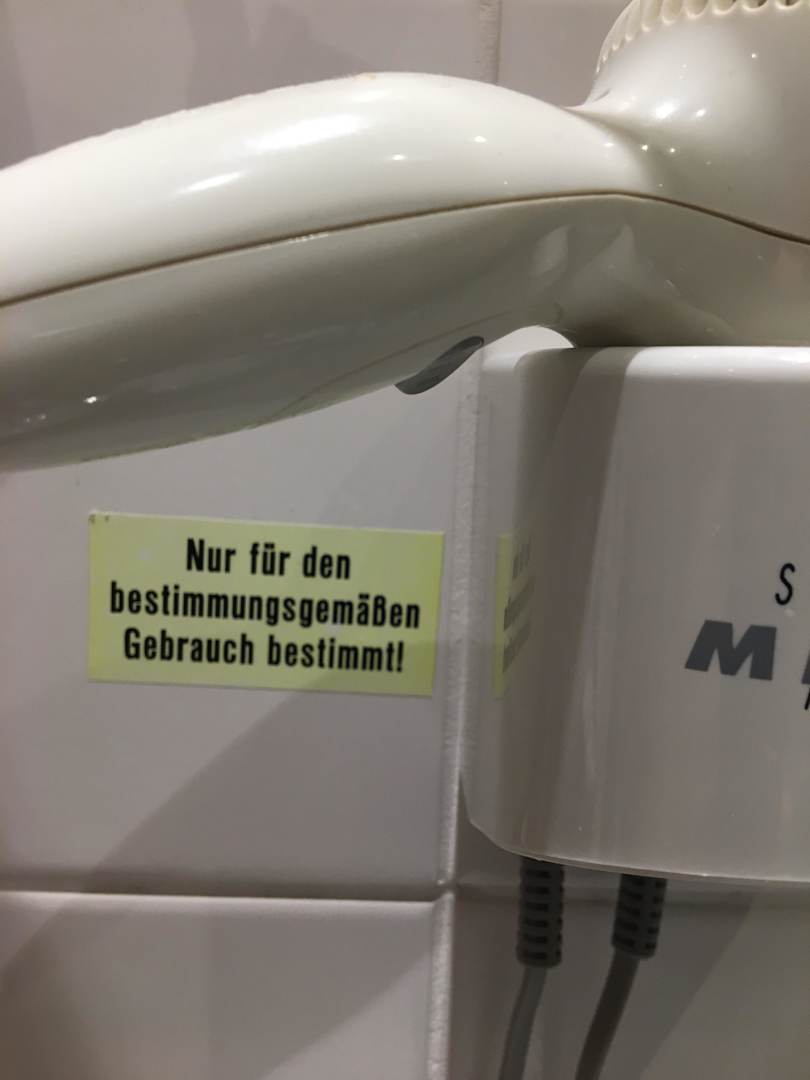 Nur für den
bestimmungsgemäßen
Gebrauch bestimmt!
S
M